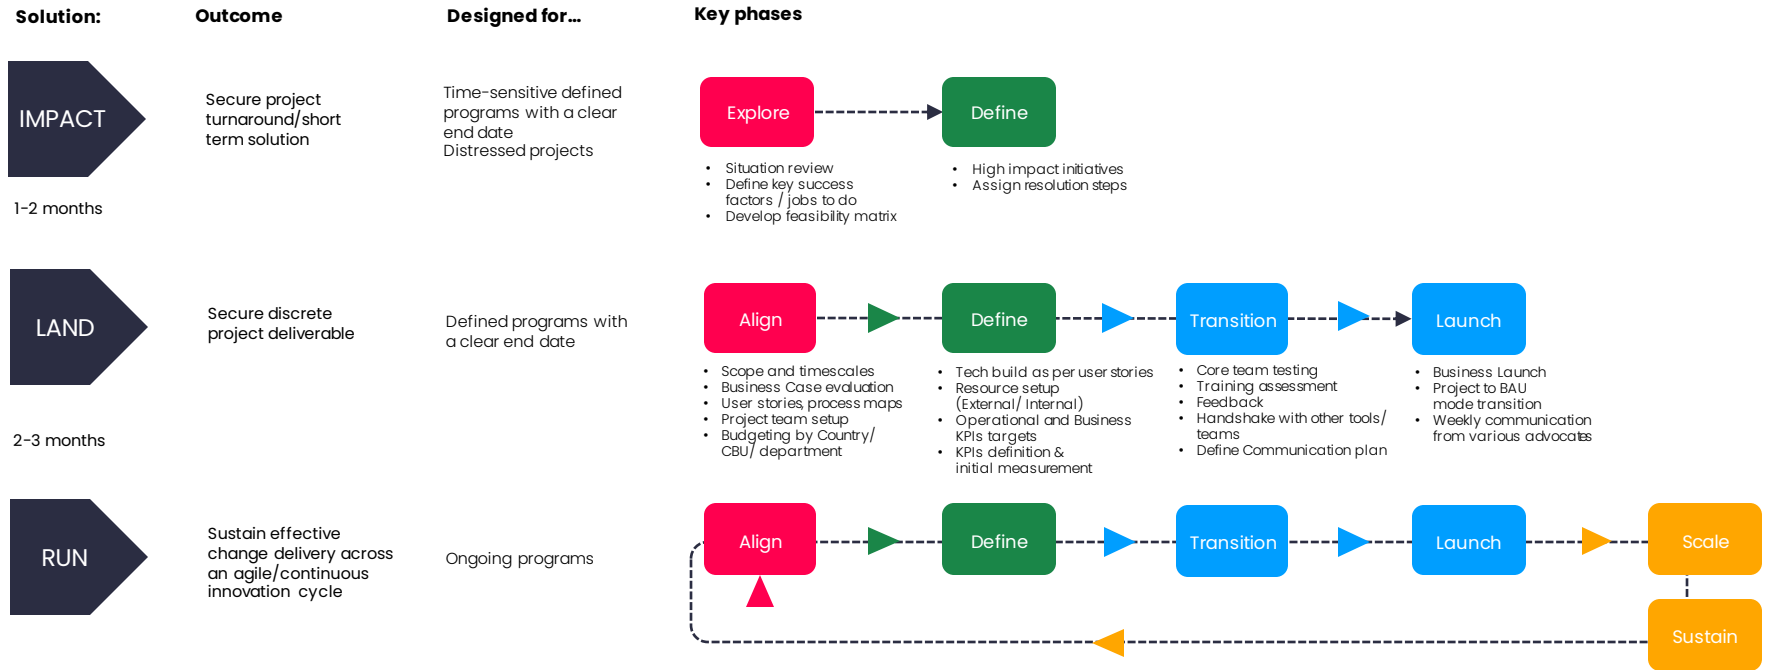 Solution:
Outcome
Designed for...
Key phases
IMPACT
1-2 months
Secure project
turnaround/short
term solution
Time-sensitive defined
programs with a clear
end date
Distressed projects
Explore
• Situation review
• Define key success
factors / jobs to do
• Develop feasibility matrix
Define
• High impact initiatives
• Assign resolution steps
LAND
2-3 months
Secure discrete
project deliverable
Defined programs with
a clear end date
Align
• Scope and timescales
• Business Case evaluation
• User stories, process maps
• Project team setup
• Budgeting by Country/
CBU/ department
Define
• Tech build as per user stories
• Resource setup
(External/ Internal)
• Operational and Business
KPIs targets
• KPIs definition &
initial measurement
Transition
• Core team testing
• Training assessment
• Feedback
• Handshake with other tools/
teams
• Define Communication plan
Launch
• Business Launch
• Project to BAU
mode transition
• Weekly communication
from various advocates
RUN
Sustain effective
change delivery across
an agile/continuous
innovation cycle
Ongoing programs
Align
Define
Transition
Launch
Scale
Sustain